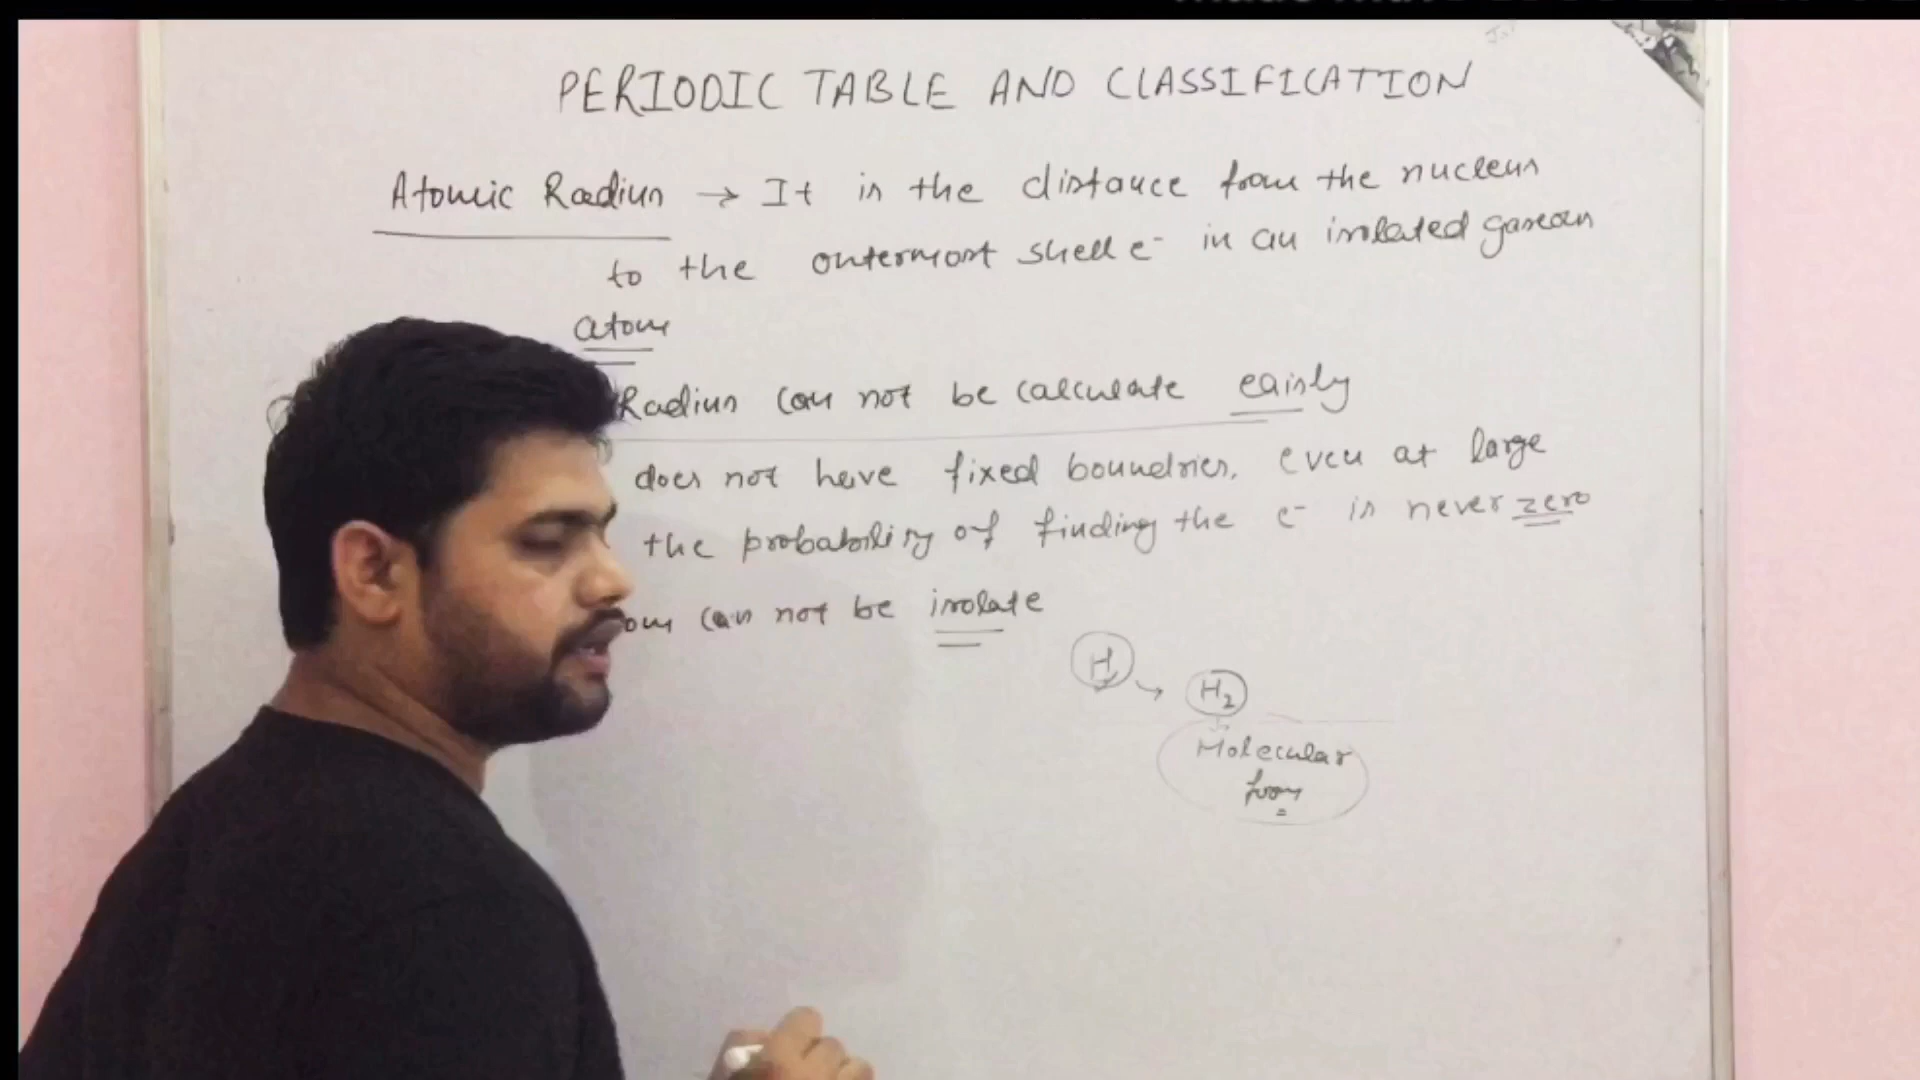 PERIODIC TABLE AND CLASSIFICATION
Atomic Radius → It is the distance from the nucleus
to the outermost shell e⁻ in an isolated gaseous
atom
Radius can not be calculate eaisly
does not have fixed boundries, even at large
the probability of finding the e⁻ is never zero
om can not be isolate
H → H₂
Molecular
form